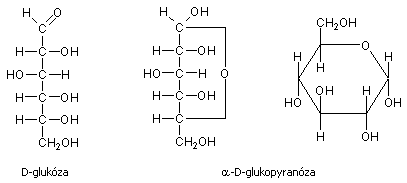 H O
C
H C OH
HO C H
H C OH
H C OH
CH2OH
D-glukóza
H OH
C
H C OH
HO C H O
H C OH
H C
CH2OH
CH2OH
O
H
H
OH H
HO OH
H OH
α-D-glukopyranóza